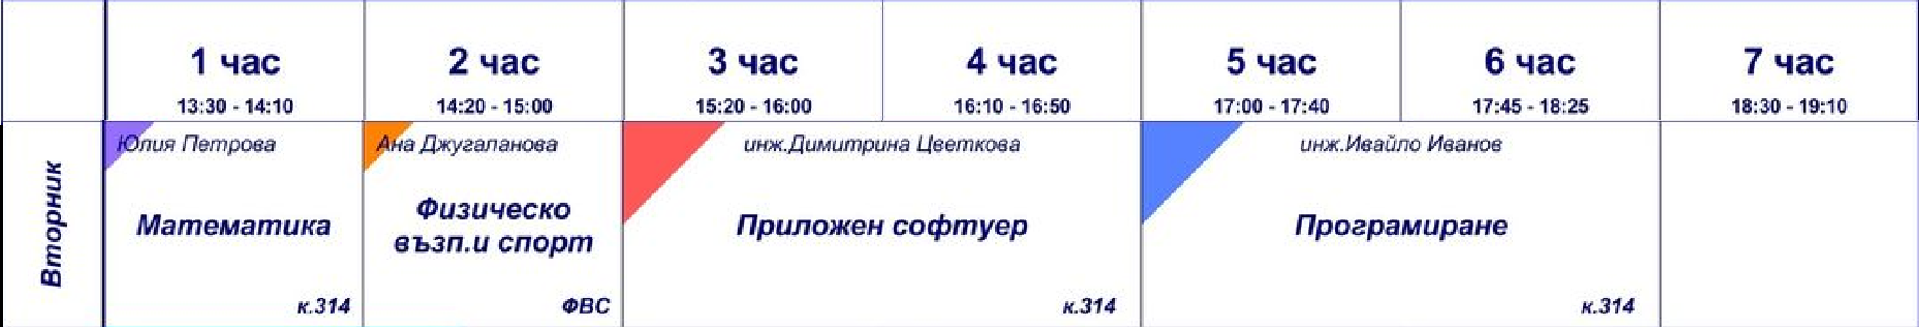 1 час
13:30 - 14:10
2 час
14:20 - 15:00
3 час
15:20 - 16:00
4 час
16:10 - 16:50
5 час
17:00 - 17:40
6 час
17:45 - 18:25
7 час
18:30 - 19:10
Вторник
Юлия Петрова
Математика
к.314
Ана Джугаланова
Физическо
възп.и спорт
ФВС
инж.Димитрина Цветкова
Приложен софтуер
к.314
инж.Ивайло Иванов
Програмиране
к.314